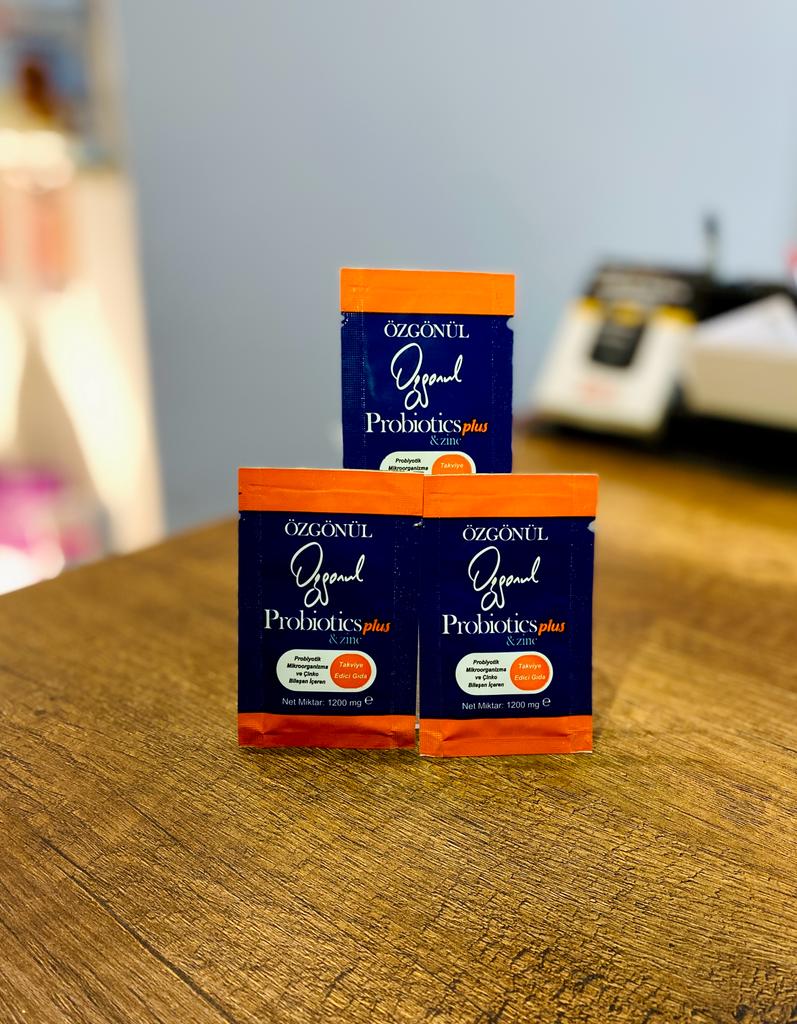 ÖZGÖNÜL
Özgönül
Probiotics plus
& zinc
Probiyotik
Mikroorganizma
Takviye
ÖZGÖNÜL
Özgönül
Probiotics plus
& zinc
Probiyotik
Mikroorganizma
ve Çinko
Bileşen İçeren
Takviye
Edici Gıda
Net Miktar: 1200 mg ℮
ÖZGÖNÜL
Özgönül
Probiotics plus
& zinc
Probiyotik
Mikroorganizma
ve Çinko
Bileşen İçeren
Takviye
Edici Gıda
Net Miktar: 1200 mg ℮